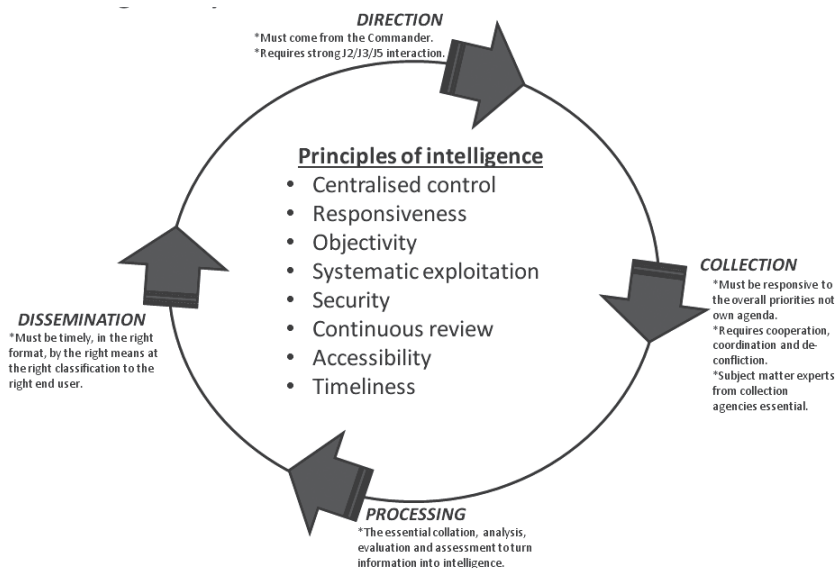 DIRECTION
*Must come from the Commander.
*Requires strong J2/J3/J5 interaction.
Principles of intelligence
• Centralised control
• Responsiveness
• Objectivity
• Systematic exploitation
• Security
• Continuous review
• Accessibility
• Timeliness
COLLECTION
*Must be responsive to
the overall priorities not
own agenda.
*Requires cooperation,
coordination and de-
confliction.
*Subject matter experts
from collection
agencies essential.
PROCESSING
*The essential collation, analysis,
evaluation and assessment to turn
information into intelligence.
DISSEMINATION
*Must be timely, in the right
format, by the right means at
the right classification to the
right end user.